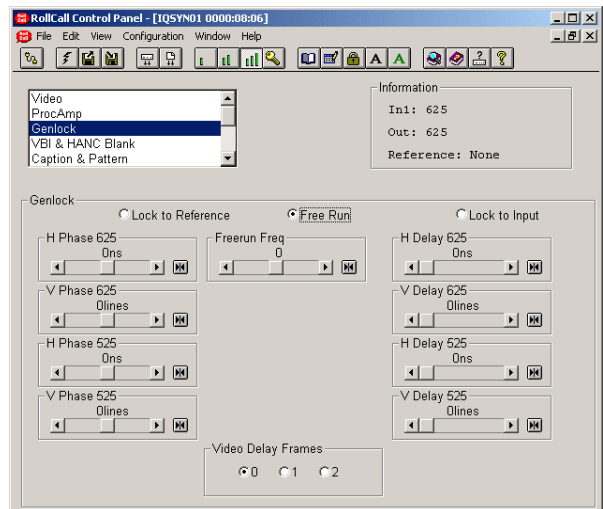 RollCall Control Panel - [IQSYN01 0000:08:06]
File Edit View Configuration Window Help
A A ?
Video
ProcAmp
Genlock
VBI & HANC Blank
Caption & Pattern
Information
In1: 625
Out: 625
Reference: None
Genlock
Lock to Reference Free Run Lock to Input
H Phase 625 Freerun Freq H Delay 625
0ns 0 0ns
V Phase 625 V Delay 625
0lines 0lines
H Phase 525 H Delay 525
0ns 0ns
V Phase 525 V Delay 525
0lines 0lines
Video Delay Frames
0 1 2